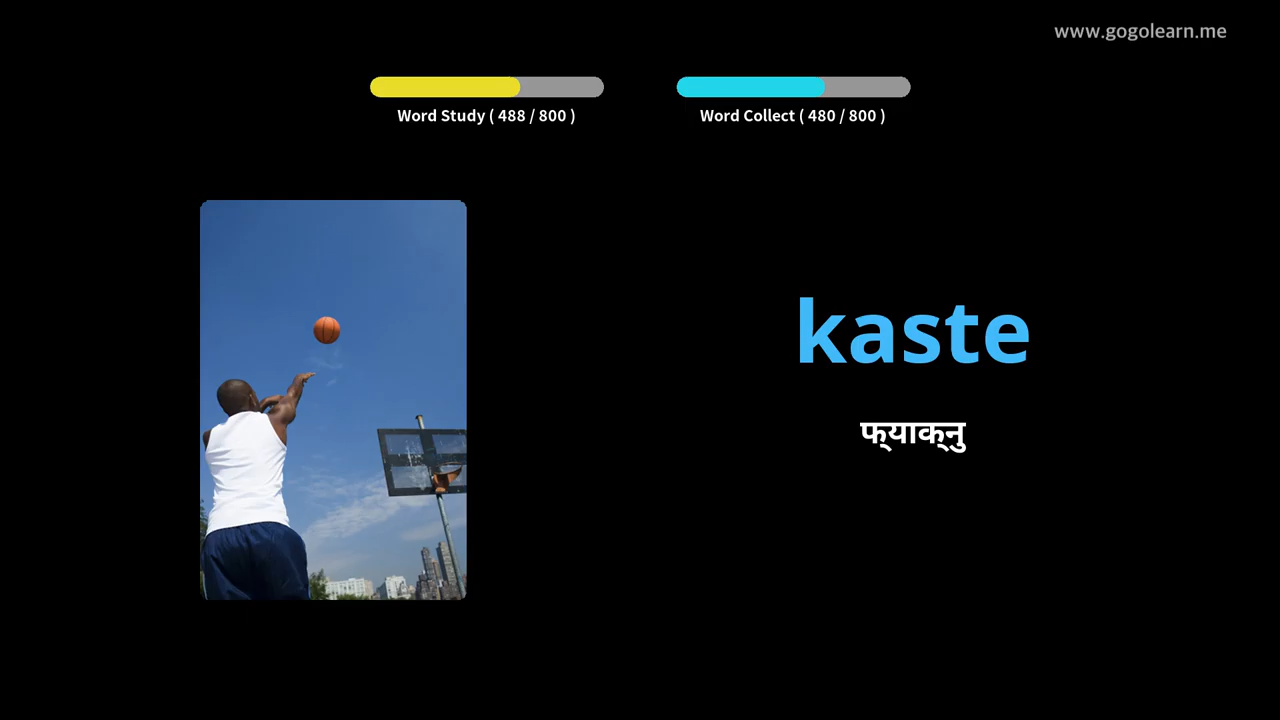 www.gogolearn.me
Word Study ( 488 / 800 )
Word Collect ( 480 / 800 )
kaste
फ्याक्नु